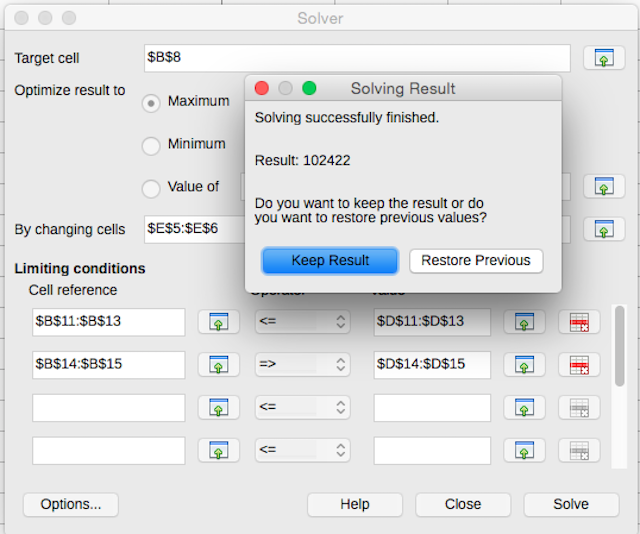 Solver
Target cell
$B$8
Optimize result to
Maximum
Minimum
Value of
By changing cells
$E$5:$E$6
Solving Result
Solving successfully finished.
Result: 102422
Do you want to keep the result or do
you want to restore previous values?
Keep Result
Restore Previous
Limiting conditions
Cell reference
$B$11:$B$13
<=
$D$11:$D$13
$B$14:$B$15
=>
$D$14:$D$15
<=
<=
Options...
Help
Close
Solve